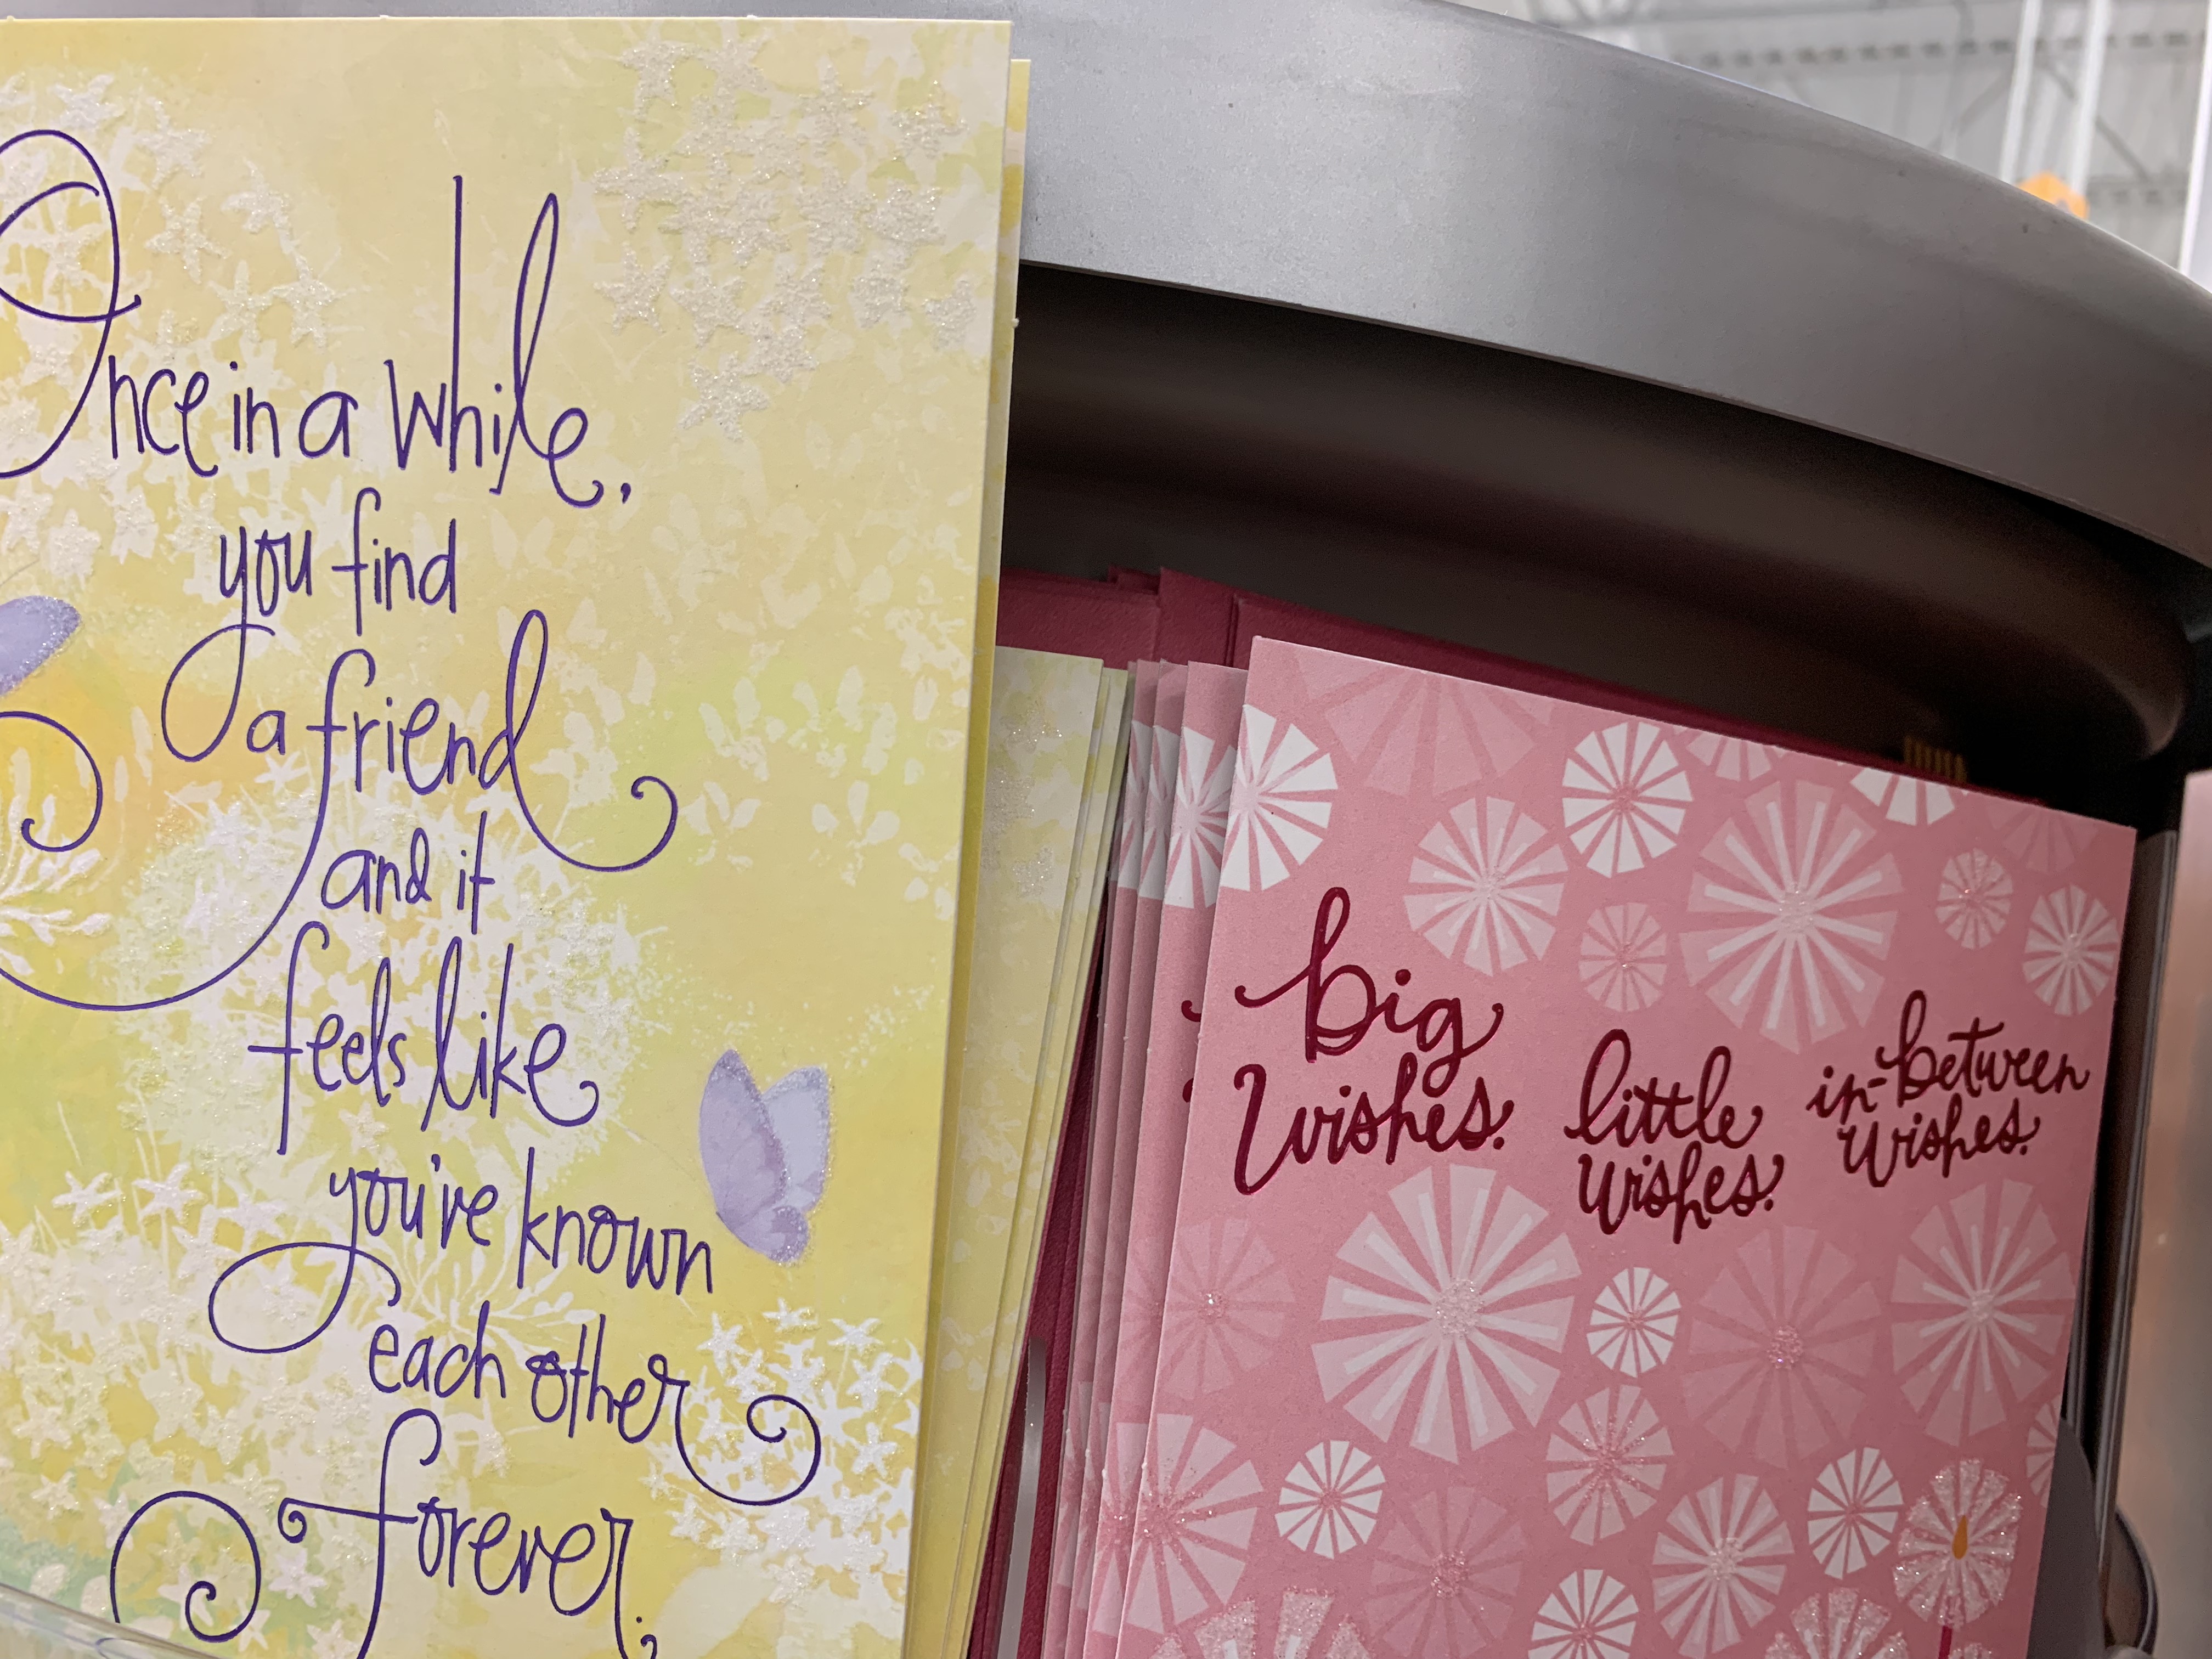 Once in a while,
you find
a friend
and it
feels like
you've known
each other
forever.
big
wishes.
little
wishes.
in-between
wishes.